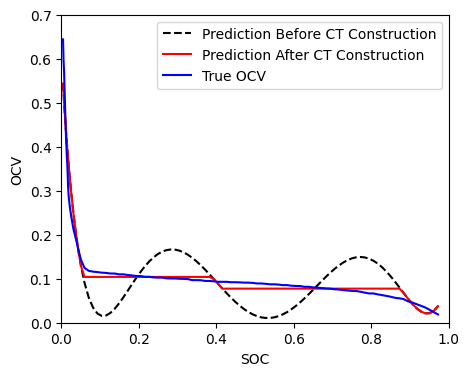 0.7
0.6
0.5
0.4
0.3
0.2
0.1
0.0
OCV
Prediction Before CT Construction
Prediction After CT Construction
True OCV
0.0 0.2 0.4 0.6 0.8 1.0
SOC